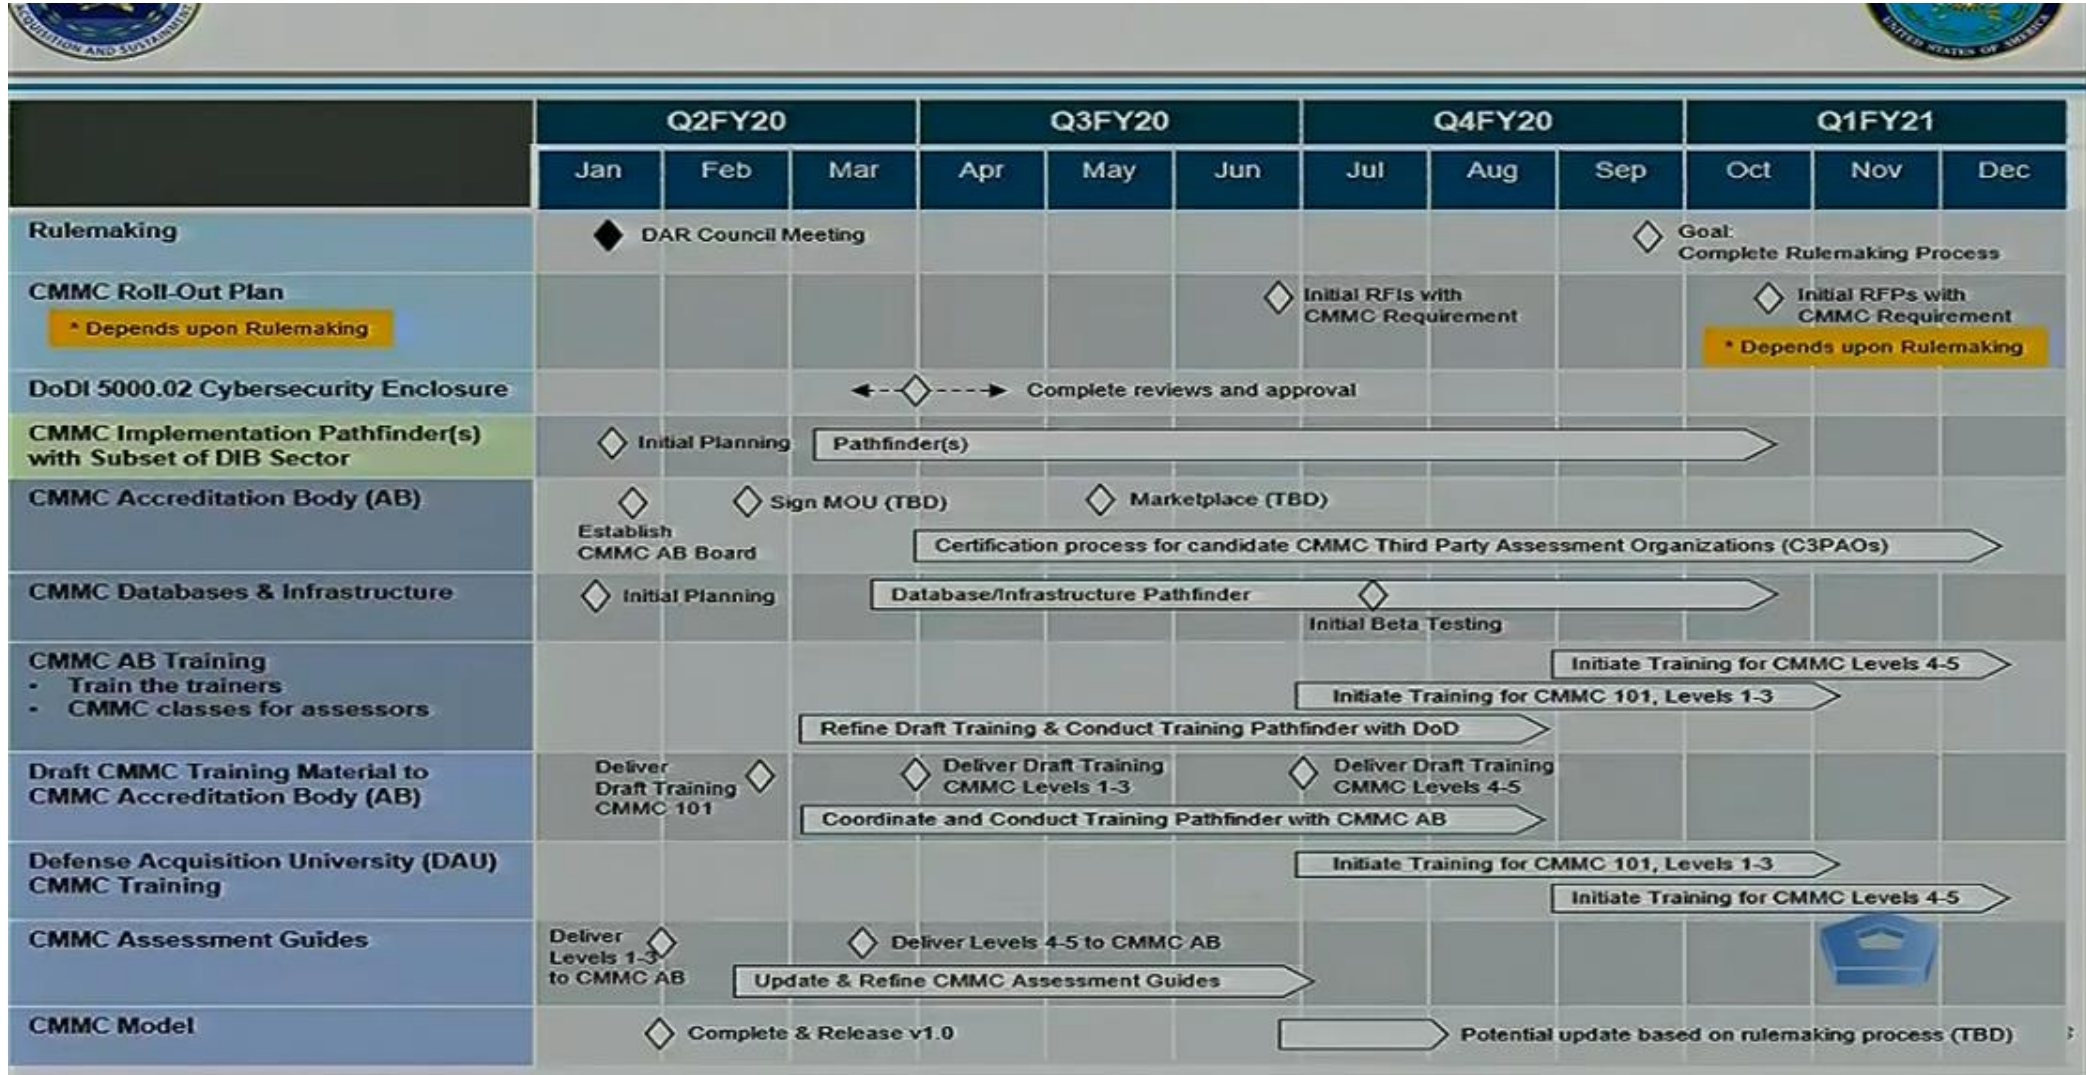 ACQUISITION AND SUSTAINMENT
UNITED STATES OF AMERICA
Q2FY20 Q3FY20 Q4FY20 Q1FY21
Jan Feb Mar Apr May Jun Jul Aug Sep Oct Nov Dec
Rulemaking
DAR Council Meeting
Goal:
Complete Rulemaking Process
CMMC Roll-Out Plan
* Depends upon Rulemaking
Initial RFIs with
CMMC Requirement
Initial RFPs with
CMMC Requirement
* Depends upon Rulemaking
DoDI 5000.02 Cybersecurity Enclosure
Complete reviews and approval
CMMC Implementation Pathfinder(s)
with Subset of DIB Sector
Initial Planning
Pathfinder(s)
CMMC Accreditation Body (AB)
Establish
CMMC AB Board
Sign MOU (TBD)
Marketplace (TBD)
Certification process for candidate CMMC Third Party Assessment Organizations (C3PAOs)
CMMC Databases & Infrastructure
Initial Planning
Database/Infrastructure Pathfinder
Initial Beta Testing
CMMC AB Training
- Train the trainers
- CMMC classes for assessors
Initiate Training for CMMC Levels 4-5
Initiate Training for CMMC 101, Levels 1-3
Refine Draft Training & Conduct Training Pathfinder with DoD
Draft CMMC Training Material to
CMMC Accreditation Body (AB)
Deliver
Draft Training
CMMC 101
Deliver Draft Training
CMMC Levels 1-3
Deliver Draft Training
CMMC Levels 4-5
Coordinate and Conduct Training Pathfinder with CMMC AB
Defense Acquisition University (DAU)
CMMC Training
Initiate Training for CMMC 101, Levels 1-3
Initiate Training for CMMC Levels 4-5
CMMC Assessment Guides
Deliver
Levels 1-3
to CMMC AB
Deliver Levels 4-5 to CMMC AB
Update & Refine CMMC Assessment Guides
CMMC Model
Complete & Release v1.0
Potential update based on rulemaking process (TBD)